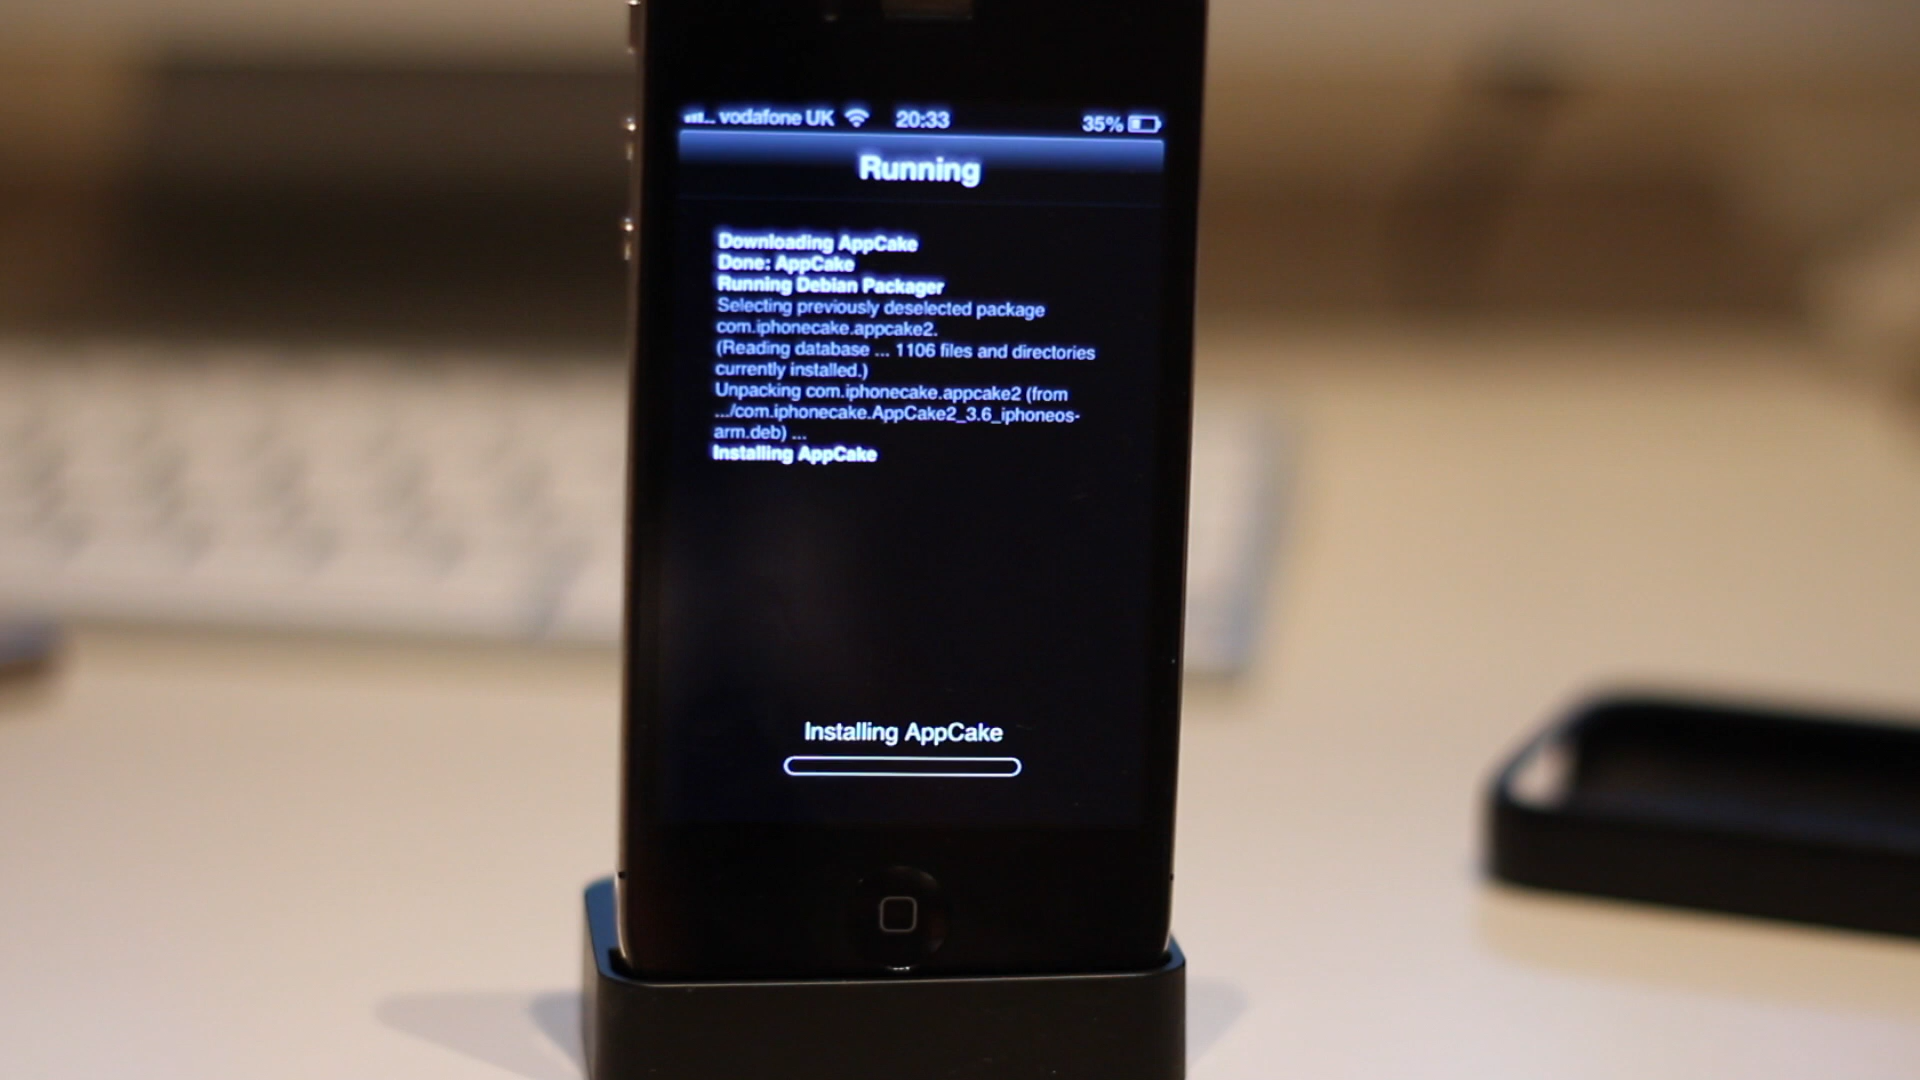 vodafone UK 20:33 35%
Running
Downloading AppCake
Done: AppCake
Running Debian Packager
Selecting previously deselected package
com.iphonecake.appcake2.
(Reading database ... 1106 files and directories
currently installed.)
Unpacking com.iphonecake.appcake2 (from
.../com.iphonecake.AppCake2_3.6_iphoneos-
arm.deb) ...
Installing AppCake
Installing AppCake